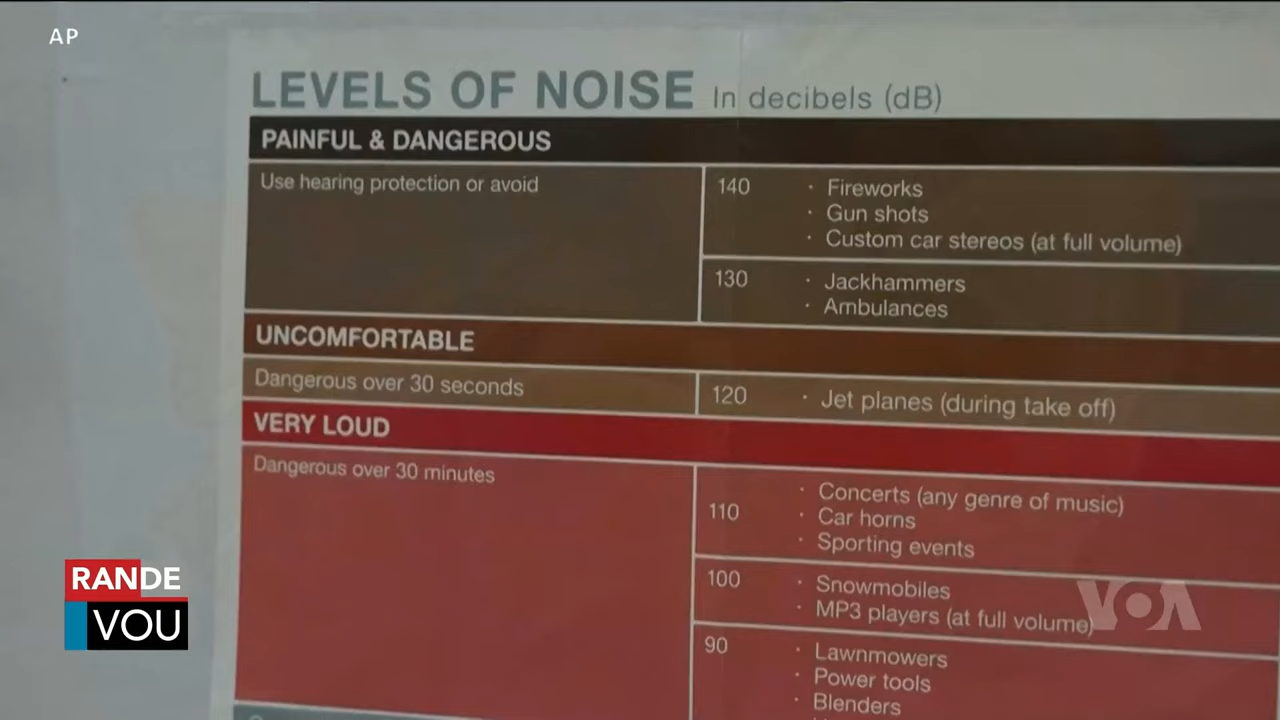 AP
LEVELS OF NOISE In decibels (dB)
PAINFUL & DANGEROUS
Use hearing protection or avoid
140
· Fireworks
· Gun shots
· Custom car stereos (at full volume)
130
· Jackhammers
· Ambulances
UNCOMFORTABLE
Dangerous over 30 seconds
120
· Jet planes (during take off)
VERY LOUD
Dangerous over 30 minutes
110
· Concerts (any genre of music)
· Car horns
· Sporting events
100
· Snowmobiles
· MP3 players (at full volume)
90
· Lawnmowers
· Power tools
· Blenders
RANDE
VOU
VOA